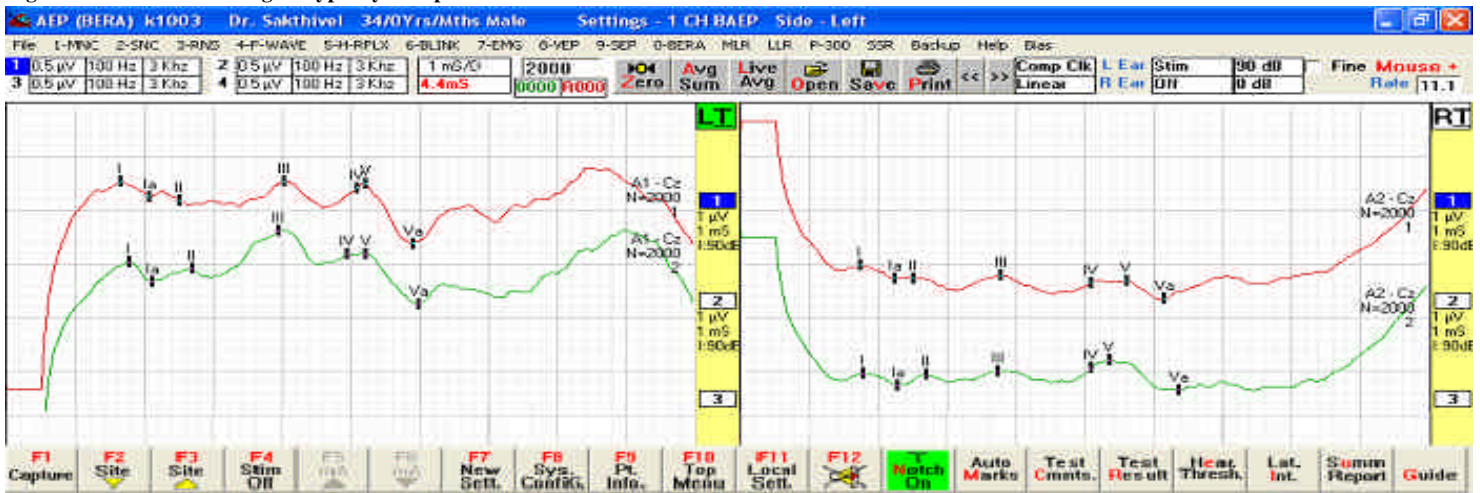 AEP (BERA) k1003 Dr. Sakthivel 34/0Yrs/Mths Male Settings - 1 CH BAEP Side - Left
File 1-MNC 2-SNC 3-RNS 4-F-WAVE 5-H-RFLX 6-BLINK 7-EMG 8-VEP 9-SEP 0-BERA MLR LLR P-300 SSR Backup Help Bias
1 0.5 µV 100 Hz 3 Khz 2 0.5 µV 100 Hz 3 Khz 1 mS/D 2000 Zero Avg Sum Live Avg Open Save Print << >> Comp Clk L Ear Stim 90 dB Fine Mouse +
3 0.5 µV 100 Hz 3 Khz 4 0.5 µV 100 Hz 3 Khz 4.4mS 0000 R000 Linear R Ear Off 0 dB Rate 11.1
LT RT
I Ia II III IV V Va A1 - Cz N=2000 1
I Ia II III IV V Va A1 - Cz N=2000 2
1
1 µV
1 mS
I:90dB
2
1 µV
1 mS
I:90dB
3
I Ia II III IV V Va A2 - Cz N=2000 1
I Ia II III IV V Va A2 - Cz N=2000 2
1
1 µV
1 mS
I:90dB
2
1 µV
1 mS
I:90dB
3
F1 F2 F3 F4 F5 F6 F7 F8 F9 F10 F11 F12 T
Capture Site Site Stim Off mA mA New Sett. Sys. ConfiG. Pt. Info. Top Menu Local Sett. Notch On Auto Marks Test Cmnts. Test Result Hear. Thresh. Lat. Int. Summ Report Guide